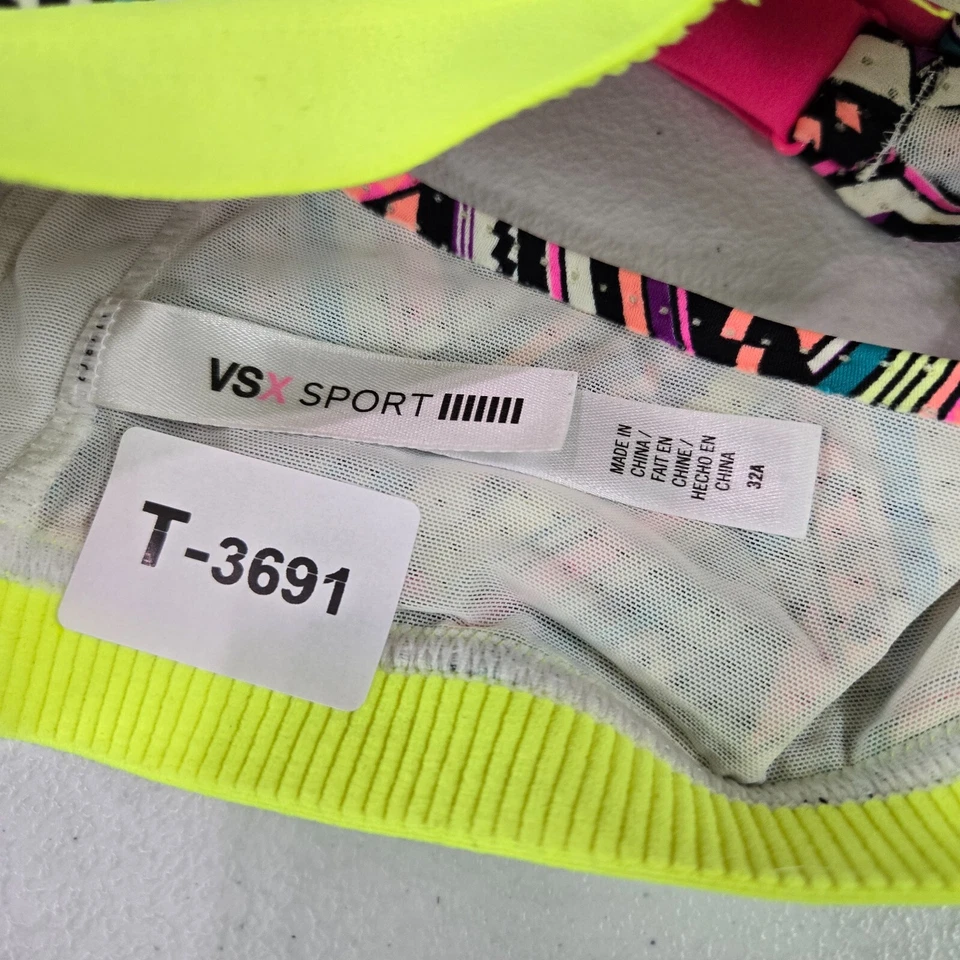 VSX SPORT
MADE IN
CHINA /
FAIT EN
CHINE /
HECHO EN
CHINA
32A
T-3691